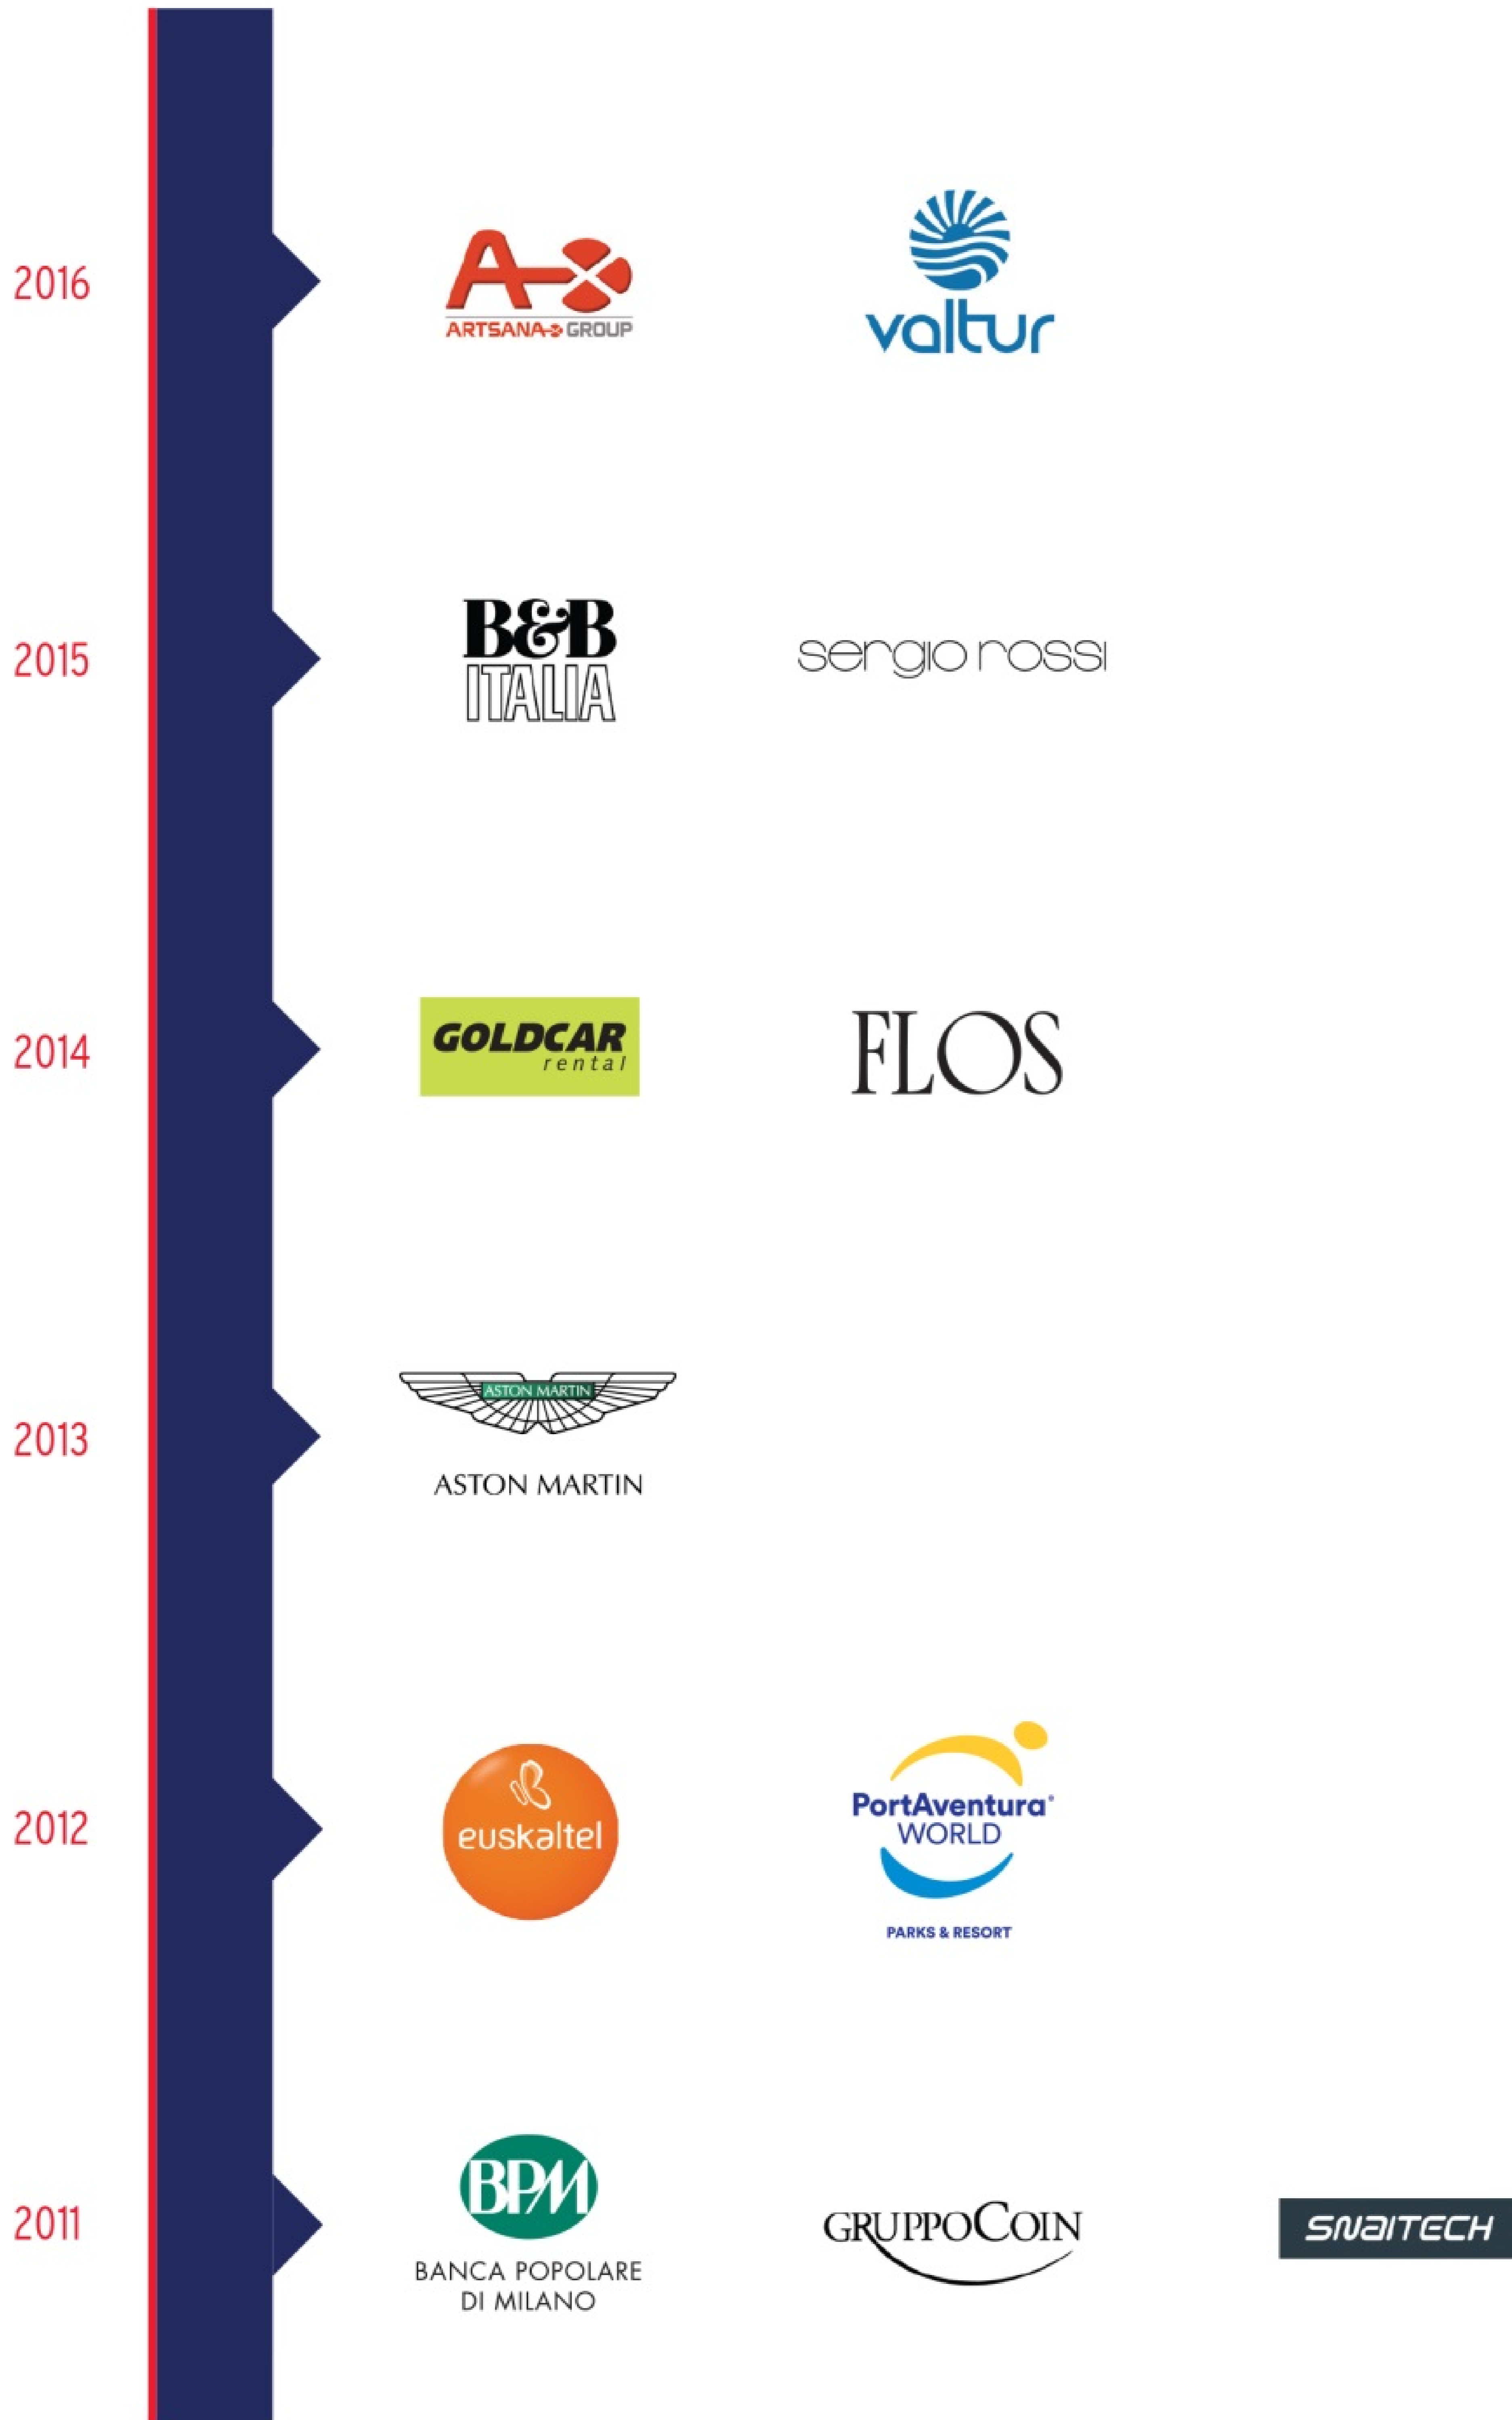 2016
A
ARTSANA GROUP
valtur
2015
B&B
ITALIA
sergio rossi
2014
GOLDCAR
rental
FLOS
2013
ASTON MARTIN
ASTON MARTIN
2012
euskaltel
PortAventura®
WORLD
PARKS & RESORT
2011
BPM
BANCA POPOLARE
DI MILANO
GRUPPOCOIN
SNAITECH